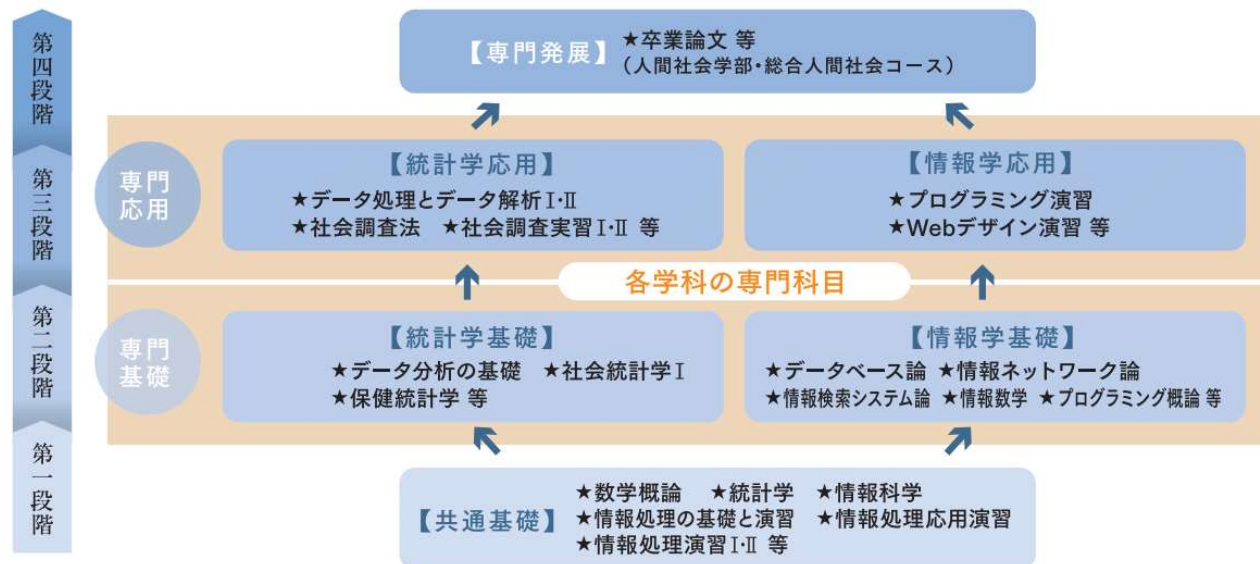 第四段階
【専門発展】
★卒業論文 等
(人間社会学部・総合人間社会コース)
第三段階
専門
応用
【統計学応用】
★データ処理とデータ解析Ⅰ・Ⅱ
★社会調査法 ★社会調査実習Ⅰ・Ⅱ 等
【情報学応用】
★プログラミング演習
★Webデザイン演習 等
各学科の専門科目
第二段階
専門
基礎
【統計学基礎】
★データ分析の基礎 ★社会統計学Ⅰ
★保健統計学 等
【情報学基礎】
★データベース論 ★情報ネットワーク論
★情報検索システム論 ★情報数学 ★プログラミング概論 等
第一段階
【共通基礎】
★数学概論 ★統計学 ★情報科学
★情報処理の基礎と演習 ★情報処理応用演習
★情報処理演習Ⅰ・Ⅱ 等